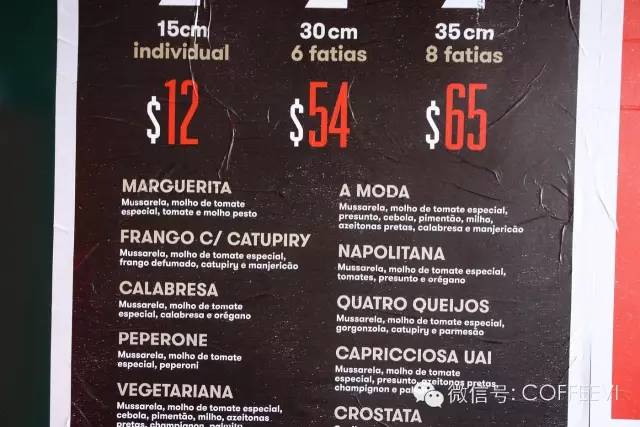 15cm
individual
$12
30cm
6 fatias
$54
35cm
8 fatias
$65
MARGUERITA
Mussarela, molho de tomate
especial, tomate e molho pesto
FRANGO C/ CATUPIRY
Mussarela, molho de tomate especial,
frango defumado, catupiry e manjericão
CALABRESA
Mussarela, molho de tomate
especial, calabresa e orégano
PEPERONE
Mussarela, molho de tomate
especial, peperoni
VEGETARIANA
Mussarela, molho de tomate especial,
cebola, pimentão, milho, azeitonas
pretas, champignon, palmito
A MODA
Mussarela, molho de tomate especial,
presunto, cebola, pimentão, milho,
azeitonas pretas, calabresa e manjericão
NAPOLITANA
Mussarela, molho de tomate especial,
tomates, presunto e orégano
QUATRO QUEIJOS
Mussarela, molho de tomate especial,
gorgonzola, catupiry e parmesão
CAPRICCIOSA UAI
Mussarela, molho de tomate
especial, presunto, azeitonas pretas,
champignon e
CROSTATA
微信号: COFFEEVI